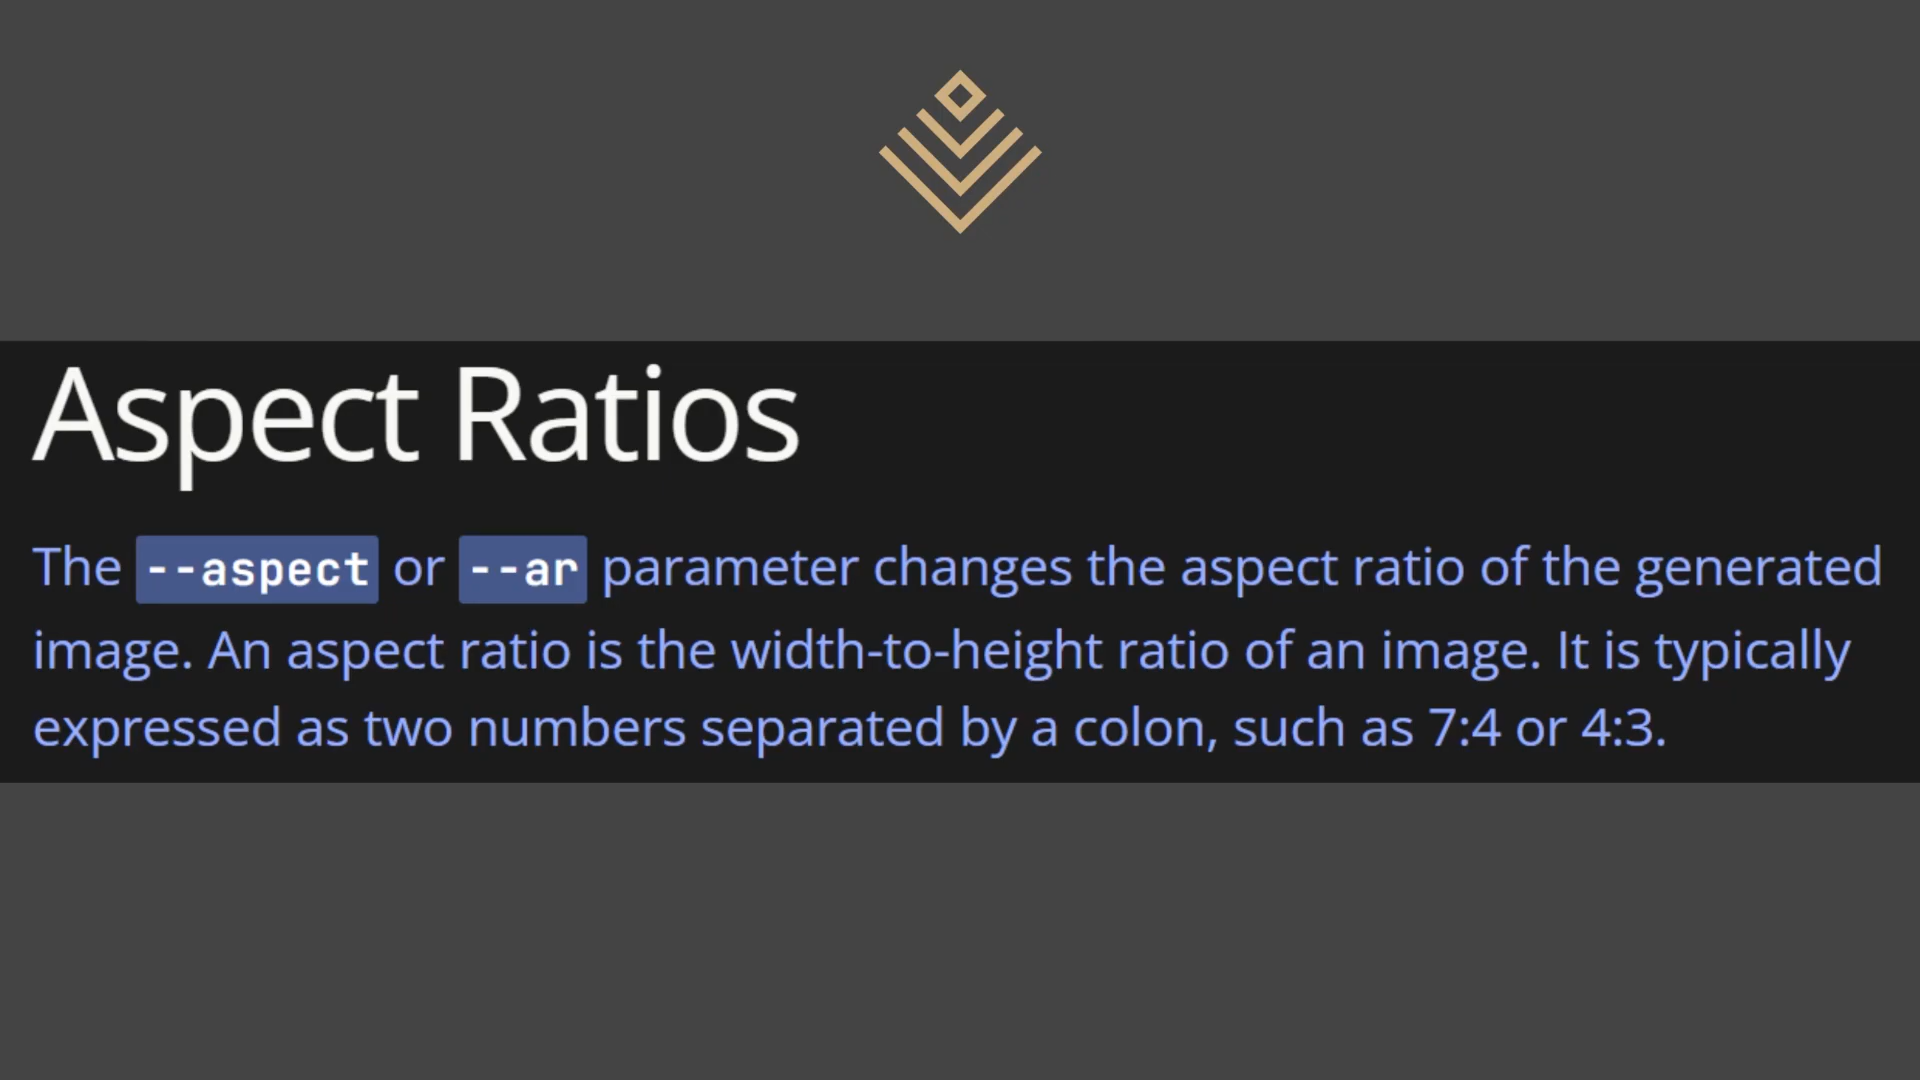 Aspect Ratios
The --aspect or --ar parameter changes the aspect ratio of the generated
image. An aspect ratio is the width-to-height ratio of an image. It is typically
expressed as two numbers separated by a colon, such as 7:4 or 4:3.